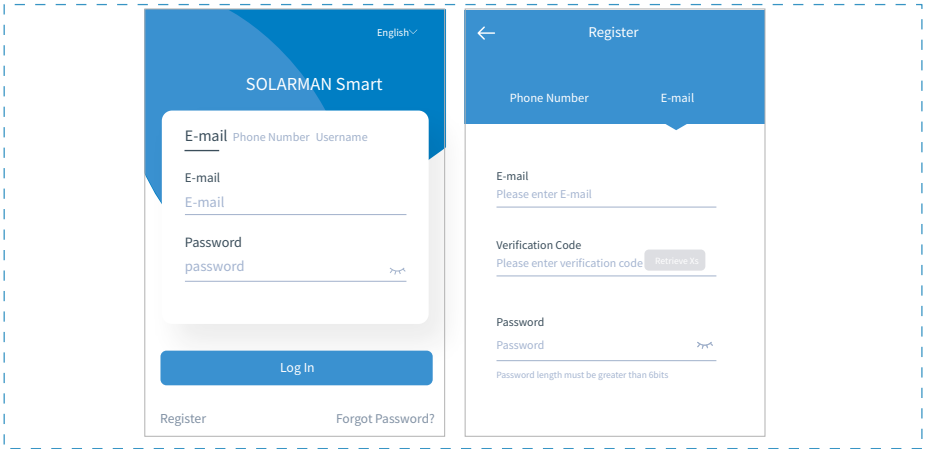 English
SOLARMAN Smart
E-mail Phone Number Username
E-mail
E-mail
Password
password
Log In
Register Forgot Password?
Register
Phone Number E-mail
E-mail
Please enter E-mail
Verification Code
Please enter verification code Retrieve Xs
Password
Password
Password length must be greater than 6bits